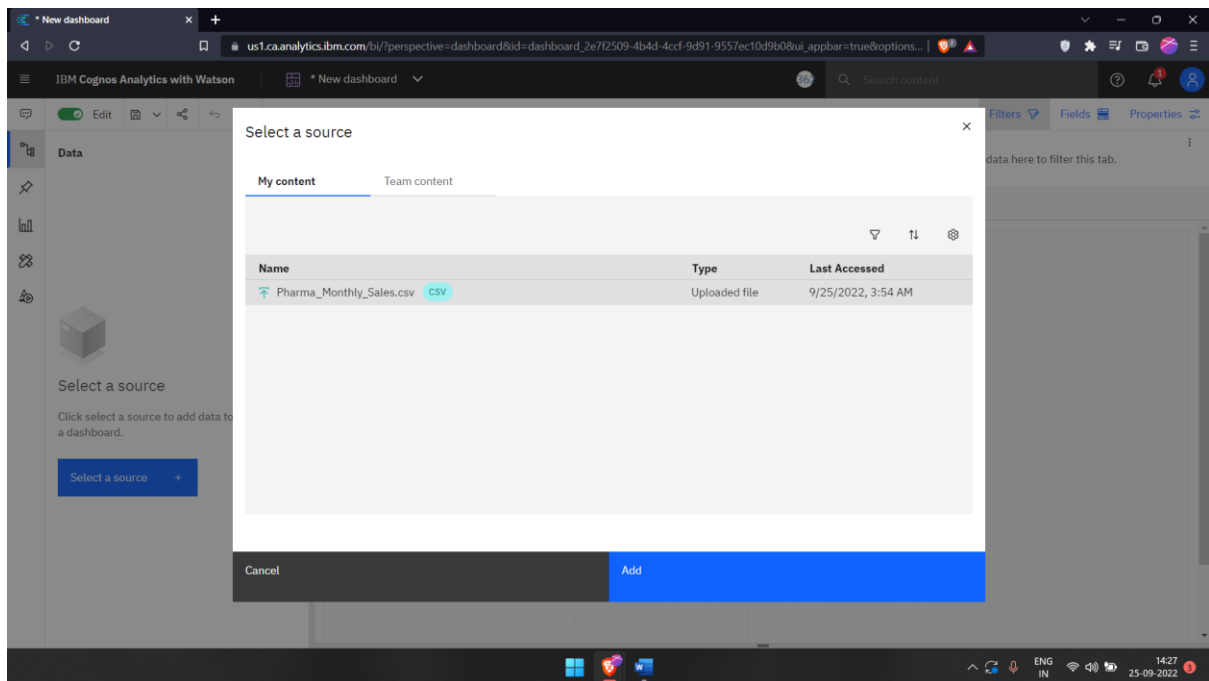 * New dashboard
us1.ca.analytics.ibm.com/bi/?perspective=dashboard&id=dashboard_2e7f2509-4b4d-4ccf-9d91-9557ec10d9b0&ui_appbar=true&options...
IBM Cognos Analytics with Watson * New dashboard 36 Search content 1
Edit Filters Fields Properties
Data
data here to filter this tab.
Select a source
My content Team content
Name Type Last Accessed
Pharma_Monthly_Sales.csv CSV Uploaded file 9/25/2022, 3:54 AM
Select a source
Click select a source to add data to
a dashboard.
Select a source +
Cancel Add
ENG 14:27
IN 25-09-2022 3